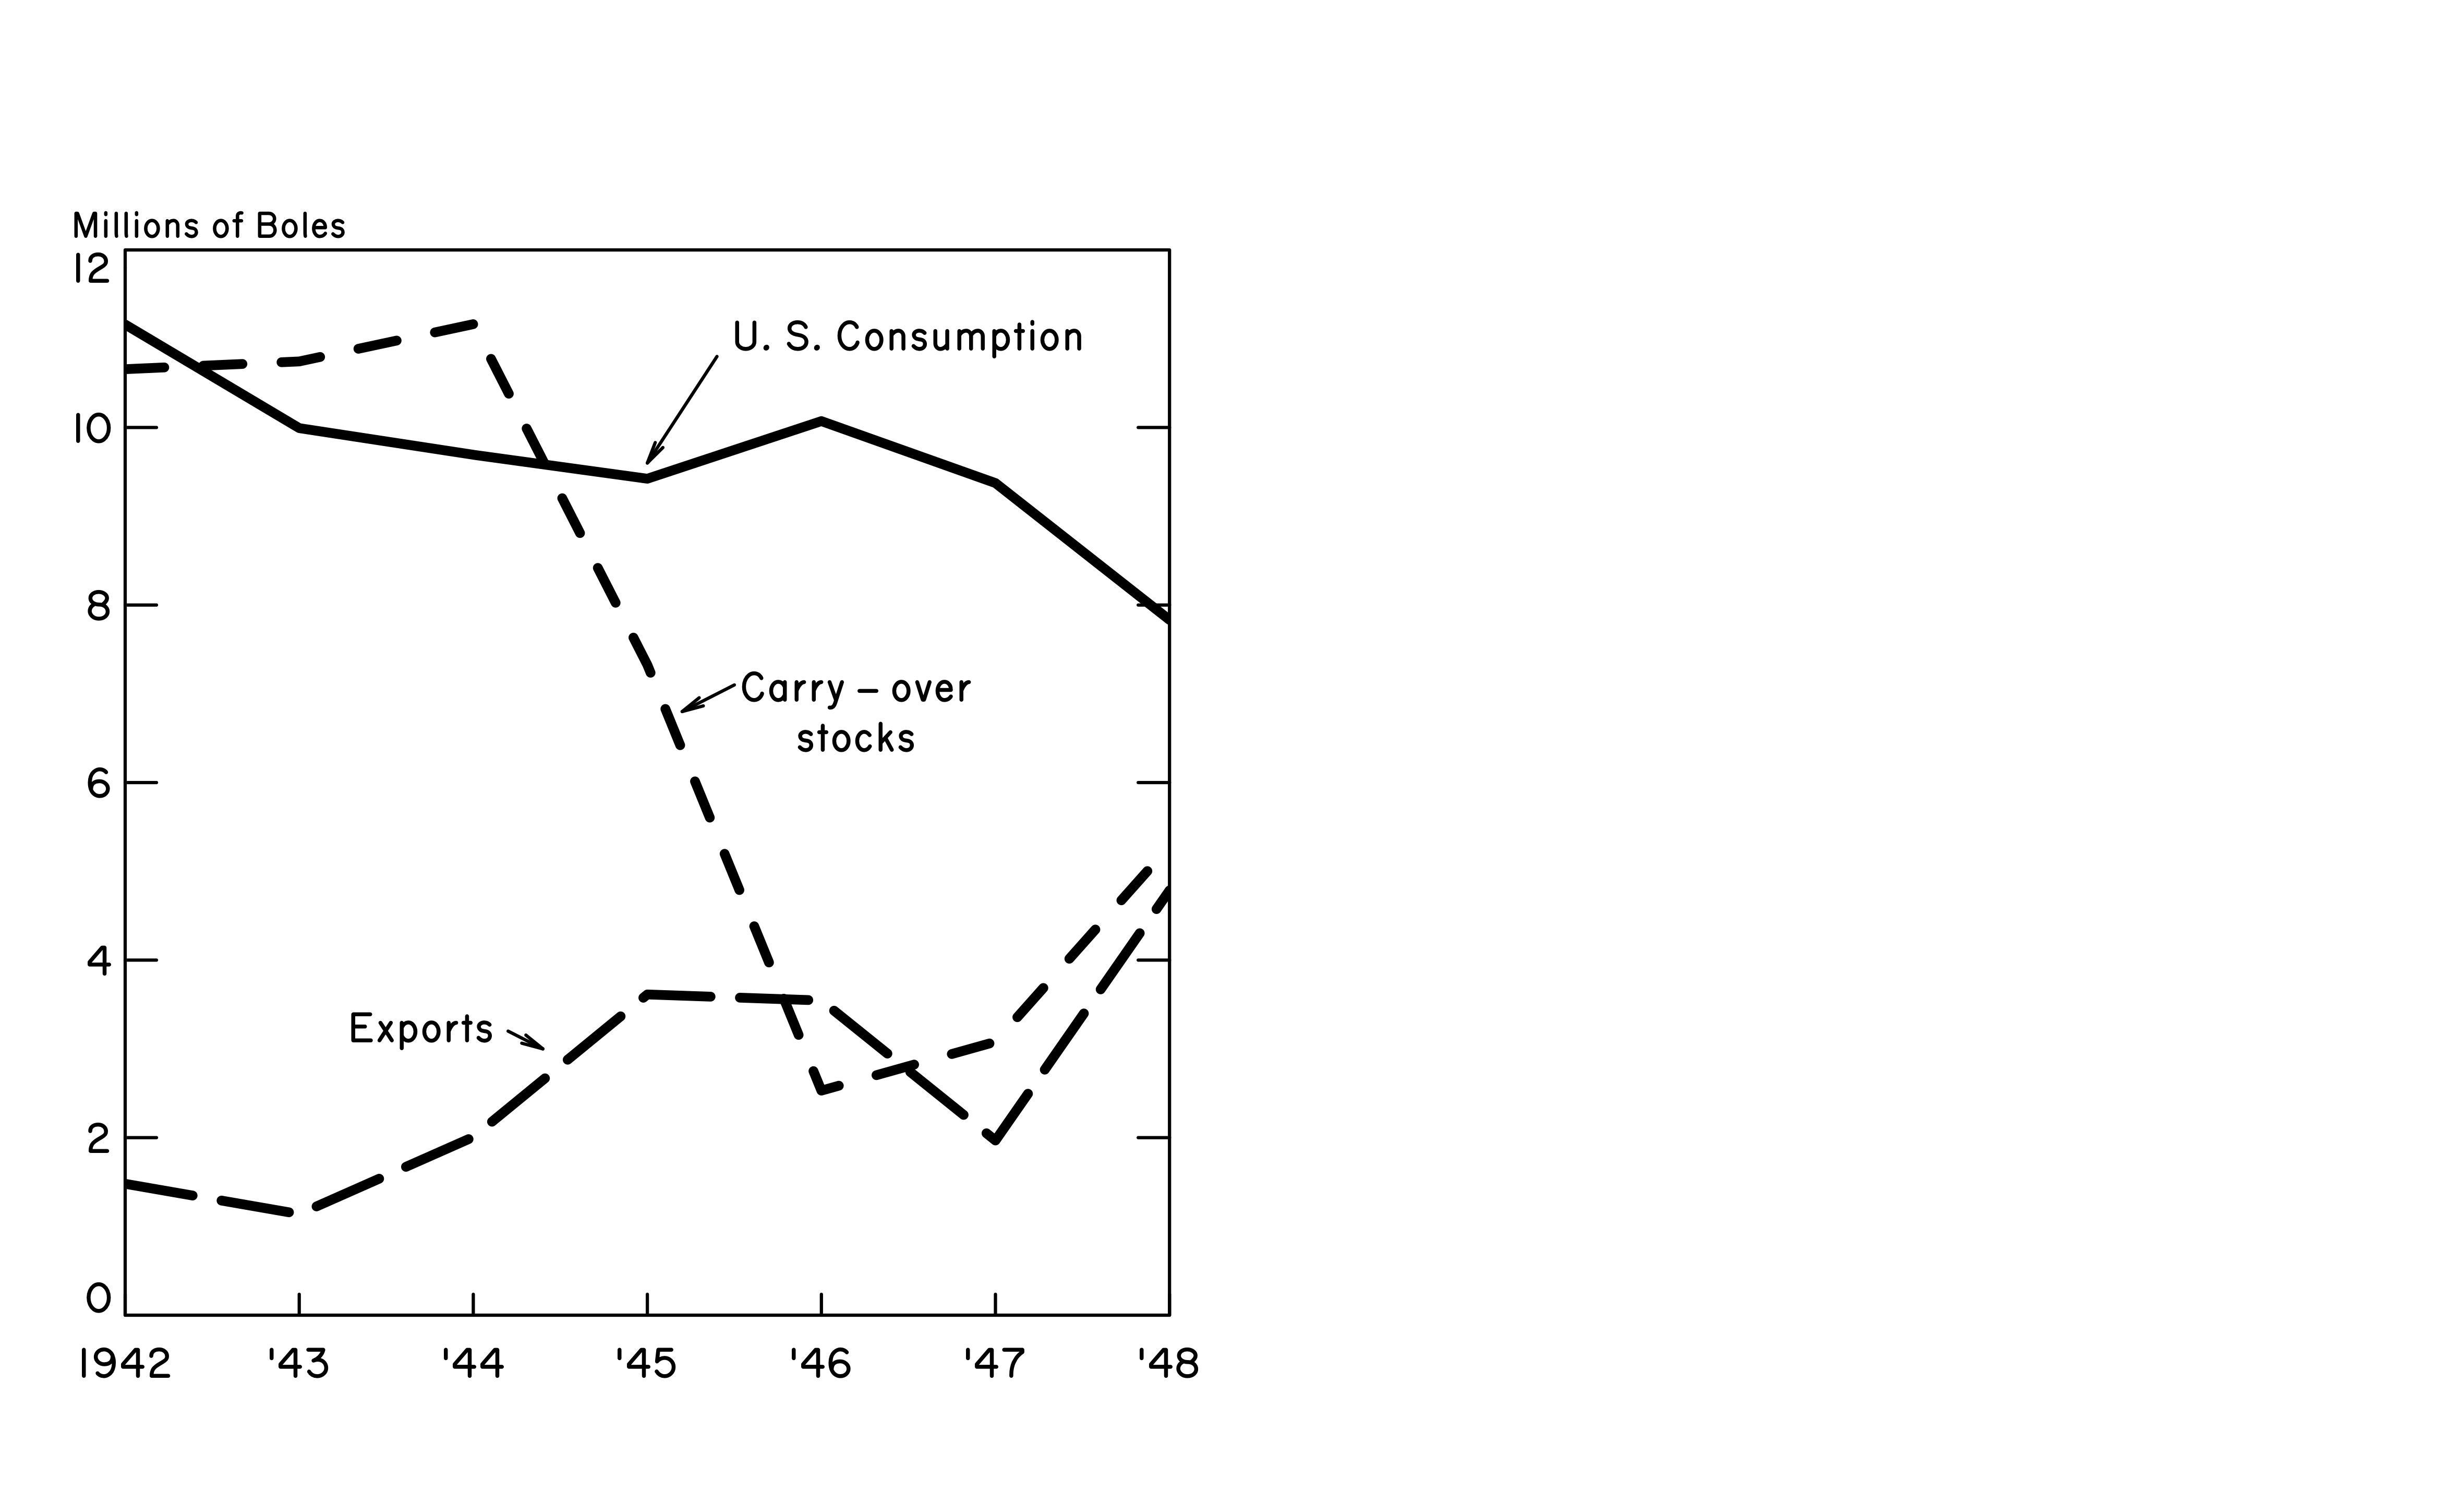 Millions of Boles
12
U. S. Consumption
10
8
Carry – over
stocks
6
4
Exports
2
0
1942 '43 '44 '45 '46 '47 '48